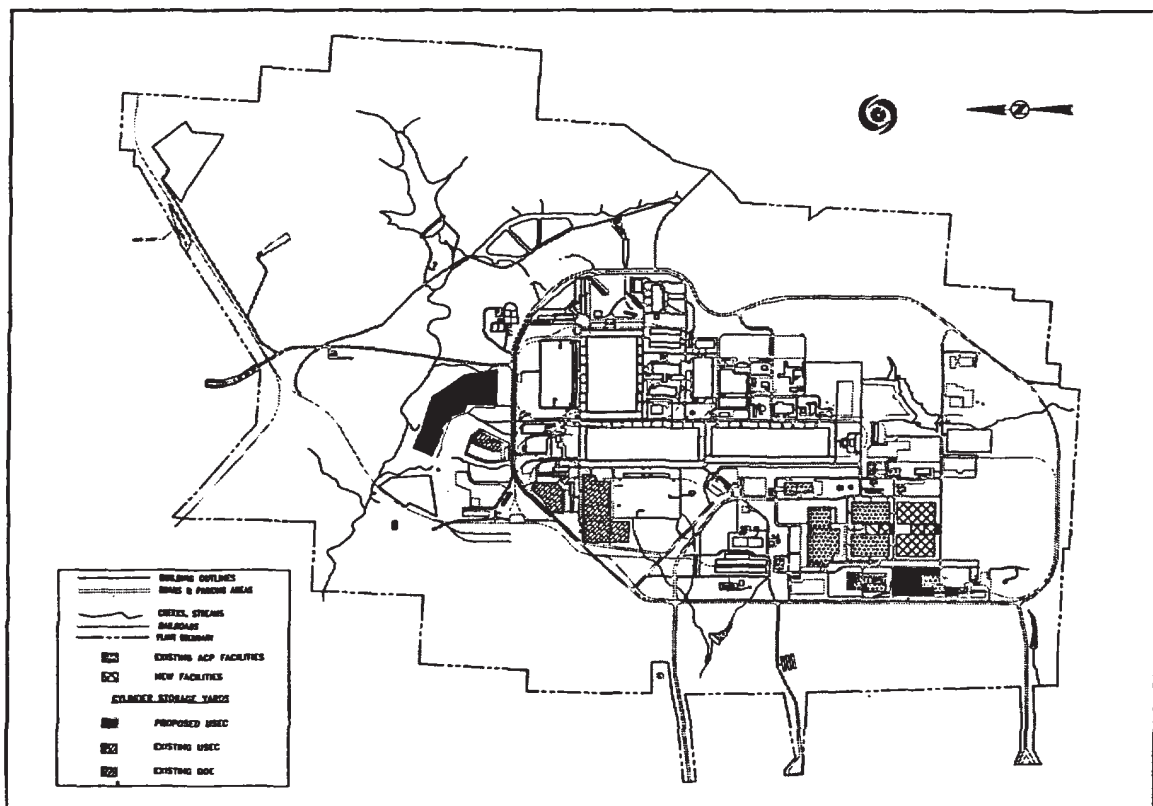 Z
BUILDING OUTLINES
ROADS & PARKING AREAS
CREEKS, STREAMS
RAILROADS
PLANT BOUNDARY
EXISTING ACP FACILITIES
NEW FACILITIES
CYLINDER STORAGE YARDS
PROPOSED USEC
EXISTING USEC
EXISTING DOE